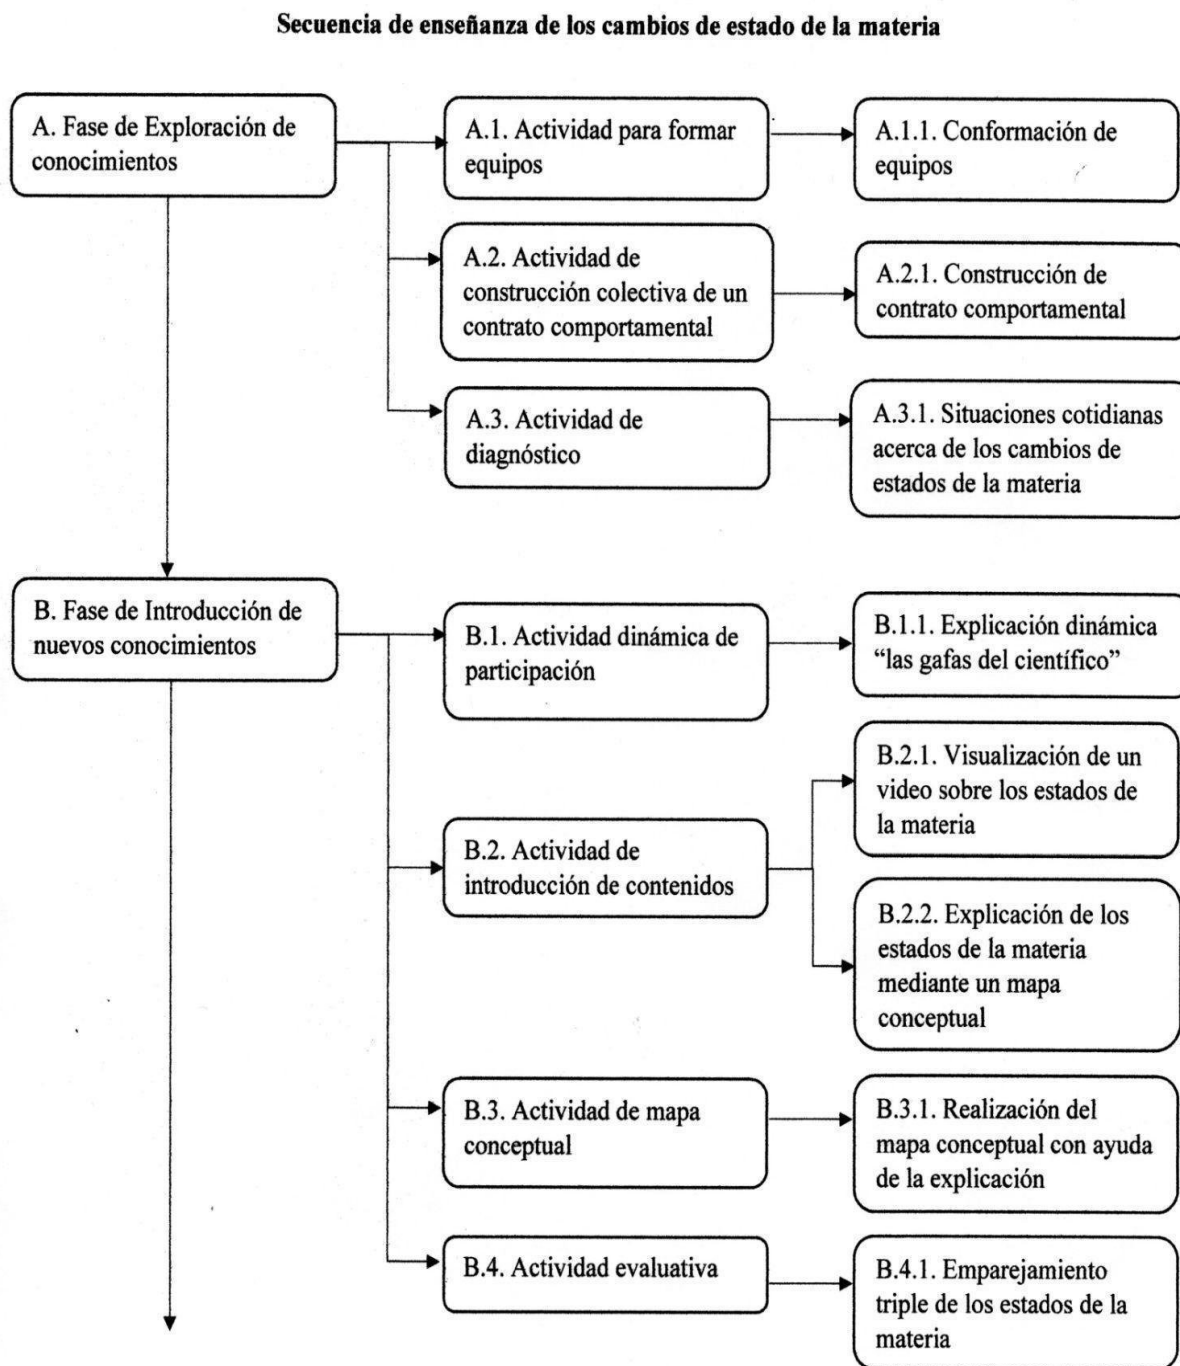 Secuencia de enseñanza de los cambios de estado de la materia
A. Fase de Exploración de
conocimientos
A.1. Actividad para formar
equipos
A.1.1. Conformación de
equipos
A.2. Actividad de
construcción colectiva de un
contrato comportamental
A.2.1. Construcción de
contrato comportamental
A.3. Actividad de
diagnóstico
A.3.1. Situaciones cotidianas
acerca de los cambios de
estados de la materia
B. Fase de Introducción de
nuevos conocimientos
B.1. Actividad dinámica de
participación
B.1.1. Explicación dinámica
“las gafas del científico”
B.2. Actividad de
introducción de contenidos
B.2.1. Visualización de un
video sobre los estados de
la materia
B.2.2. Explicación de los
estados de la materia
mediante un mapa
conceptual
B.3. Actividad de mapa
conceptual
B.3.1. Realización del
mapa conceptual con ayuda
de la explicación
B.4. Actividad evaluativa
B.4.1. Emparejamiento
triple de los estados de la
materia